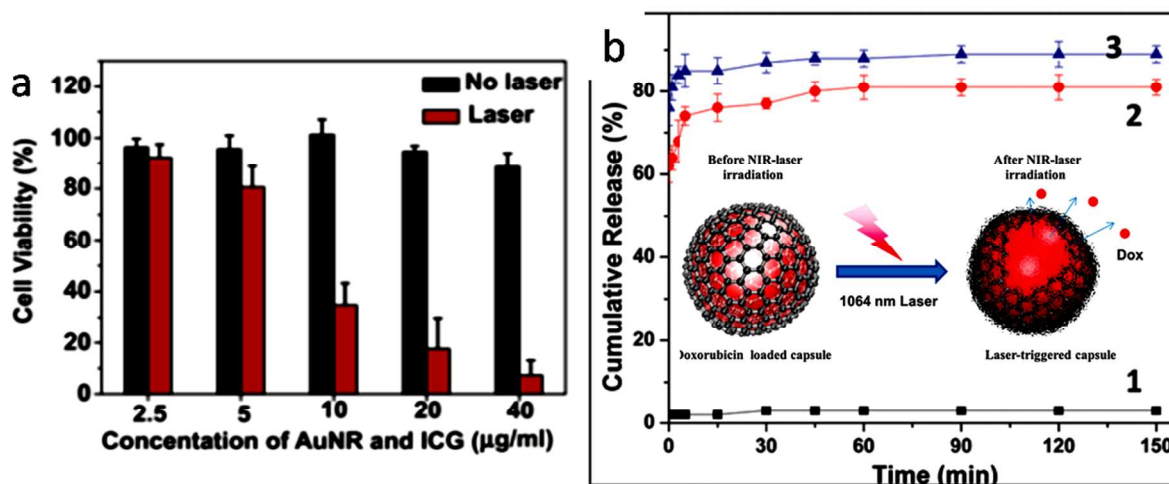 a
120
100
80
60
40
20
0
Cell Viability (%)
No laser
Laser
2.5 5 10 20 40
Concentration of AuNR and ICG (μg/ml)
b
80
60
40
20
0
Cumulative Release (%)
3
2
1
Before NIR-laser
irradiation
After NIR-laser
irradiation
Dox
1064 nm Laser
Doxorubicin loaded capsule
Laser-triggered capsule
0 30 60 90 120 150
Time (min)